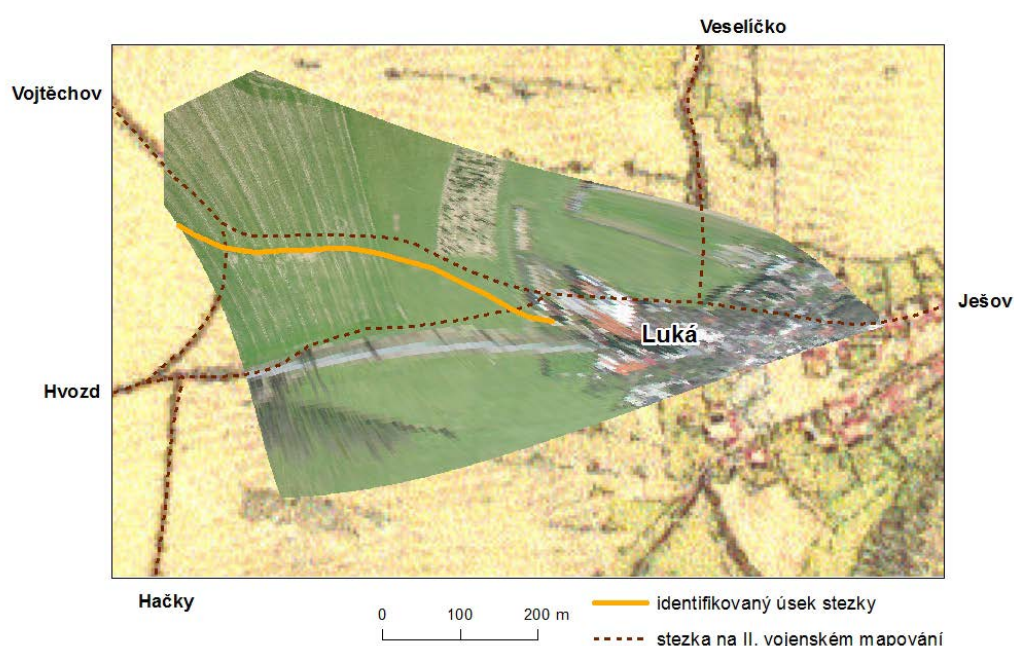 Veselíčko
Vojtěchov
Ješov
Luká
Hvozd
Hačky
0 100 200 m
identifikovaný úsek stezky
stezka na II. vojenském mapování